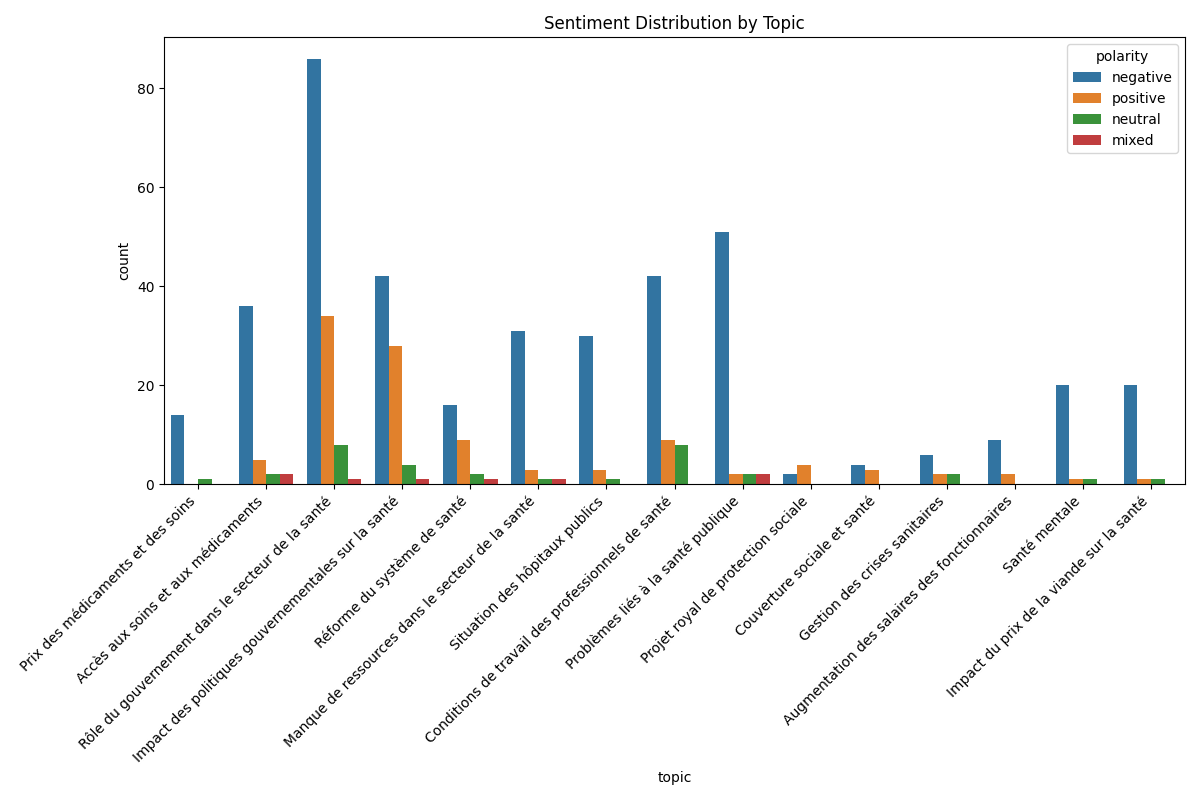 Sentiment Distribution by Topic
polarity
negative
positive
neutral
mixed
80
60
40
20
0
count
Prix des médicaments et des soins
Accès aux soins et aux médicaments
Rôle du gouvernement dans le secteur de la santé
Impact des politiques gouvernementales sur la santé
Réforme du système de santé
Manque de ressources dans le secteur de la santé
Situation des hôpitaux publics
Conditions de travail des professionnels de santé
Problèmes liés à la santé publique
Projet royal de protection sociale
Couverture sociale et santé
Gestion des crises sanitaires
Augmentation des salaires des fonctionnaires
Santé mentale
Impact du prix de la viande sur la santé
topic